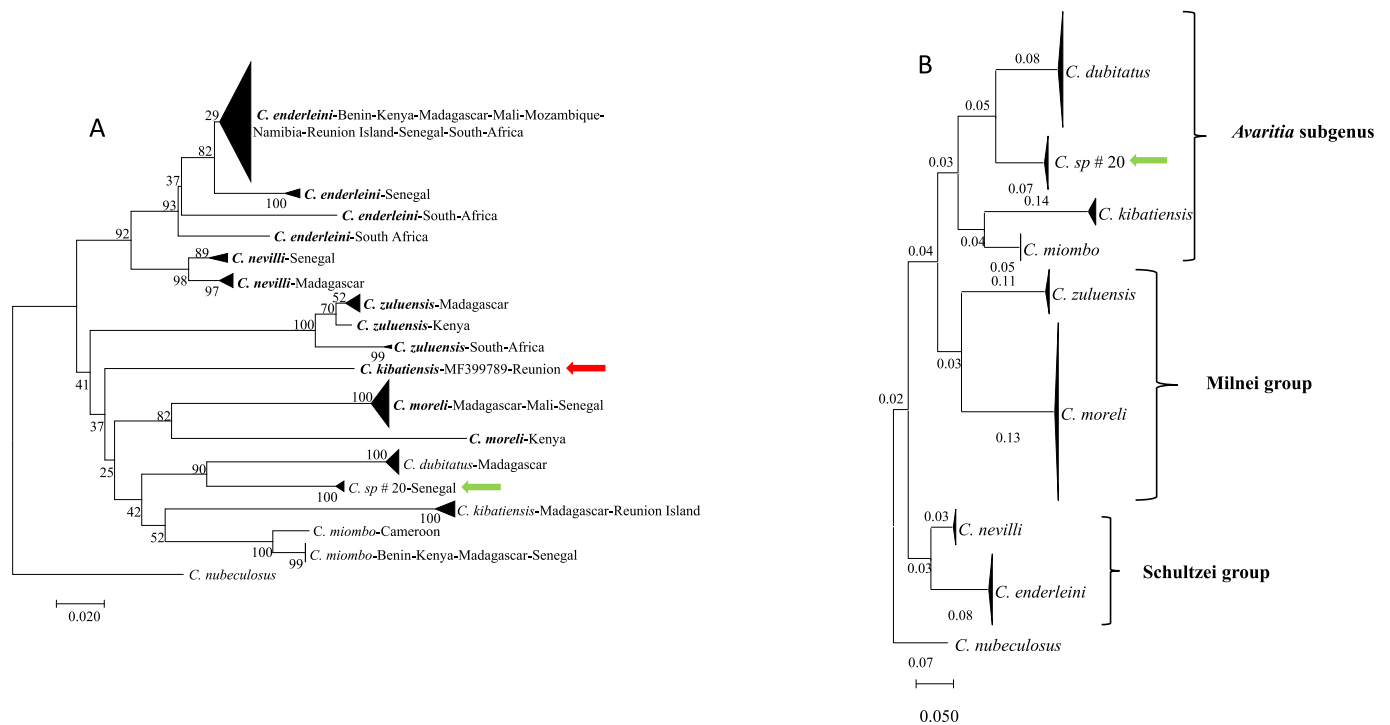 A
29
C. enderleini-Benin-Kenya-Madagascar-Mali-Mozambique-
Namibia-Reunion Island-Senegal-South-Africa
82
37
C. enderleini-Senegal
100
93
C. enderleini-South-Africa
92
C. enderleini-South Africa
89
C. nevilli-Senegal
98
97
C. nevilli-Madagascar
52
C. zuluensis-Madagascar
70
C. zuluensis-Kenya
100
C. zuluensis-South-Africa
99
C. kibatiensis-MF399789-Reunion
41
100
C. moreli-Madagascar-Mali-Senegal
82
37
C. moreli-Kenya
100
C. dubitatus-Madagascar
90
25
C. sp # 20-Senegal
100
C. kibatiensis-Madagascar-Reunion Island
42
100
C. miombo-Cameroon
52
100
C. miombo-Benin-Kenya-Madagascar-Senegal
99
C. nubeculosus
0.020
B
0.08
C. dubitatus
0.05
Avaritia subgenus
0.03
C. sp # 20
0.07
0.14
C. kibatiensis
0.04
C. miombo
0.04
0.05
0.11
C. zuluensis
0.03
Milnei group
0.02
C. moreli
0.13
0.03
C. nevilli
0.03
Schultzei group
C. enderleini
0.08
C. nubeculosus
0.07
0.050